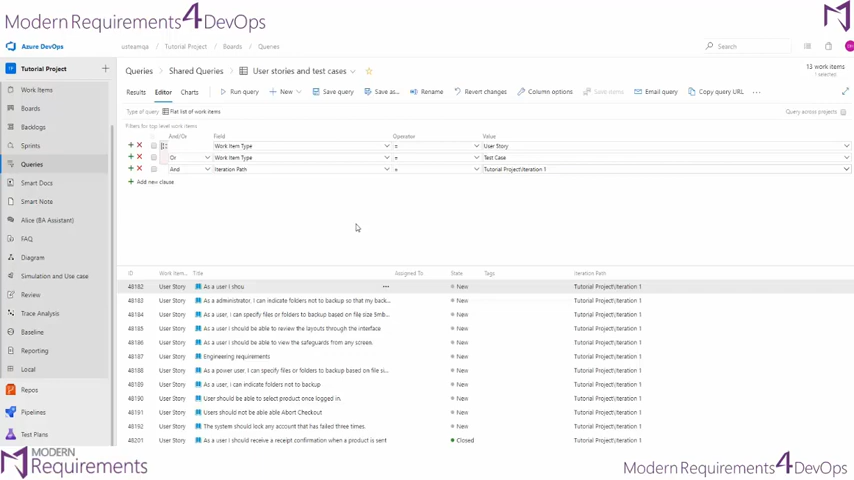 Modern Requirements4DevOps
Azure DevOps
Tutorial Project / Boards / Queries
Search
Tutorial Project
Queries > Shared Queries > User stories and test cases
13 work items
1 selected
Results Editor Charts Run query New Save query Save as... Rename Revert changes Save items Column options Email query Copy query URL ...
Type of query Flat list of work items
Query across projects
Filters for top level work items
And/Or Field Operator Value
Work Item Type = User Story
Or Work Item Type = Test Case
And Iteration Path = Tutorial Project\Iteration 1
Add new clause
Work Items
Boards
Backlogs
Sprints
Queries
Smart Docs
Smart Note
Alice (BA Assistant)
FAQ
Diagram
Simulation and Use case
Review
Trace Analysis
Baseline
Reporting
Local
Repos
Pipelines
Test Plans
ID Work Item... Title Assigned To State Tags Iteration Path
48182 User Story As a user I shou ... New Tutorial Project\Iteration 1
48183 User Story As a administrator, I can indicate folders not to backup so that my back... New Tutorial Project\Iteration 1
48184 User Story As a user, I can specify files or folders to backup based on file size Smb... New Tutorial Project\Iteration 1
48185 User Story As a user I should be able to review the layouts through the interface New Tutorial Project\Iteration 1
48186 User Story As a user I should be able to view the safeguards from any screen. New Tutorial Project\Iteration 1
48187 User Story Engineering requirements New Tutorial Project\Iteration 1
48188 User Story As a power user, I can specify files or folders to backup based on file si... New Tutorial Project\Iteration 1
48189 User Story As a user, I can indicate folders not to backup New Tutorial Project\Iteration 1
48190 User Story User should be able to select product once logged in. New Tutorial Project\Iteration 1
48191 User Story Users should not be able able Abort Checkout New Tutorial Project\Iteration 1
48192 User Story The system should lock any account that has failed three times. New Tutorial Project\Iteration 1
48201 User Story As a user I should receive a receipt confirmation when a product is sent Closed Tutorial Project\Iteration 1
MODERN
Requirements
Modern Requirements4DevOps